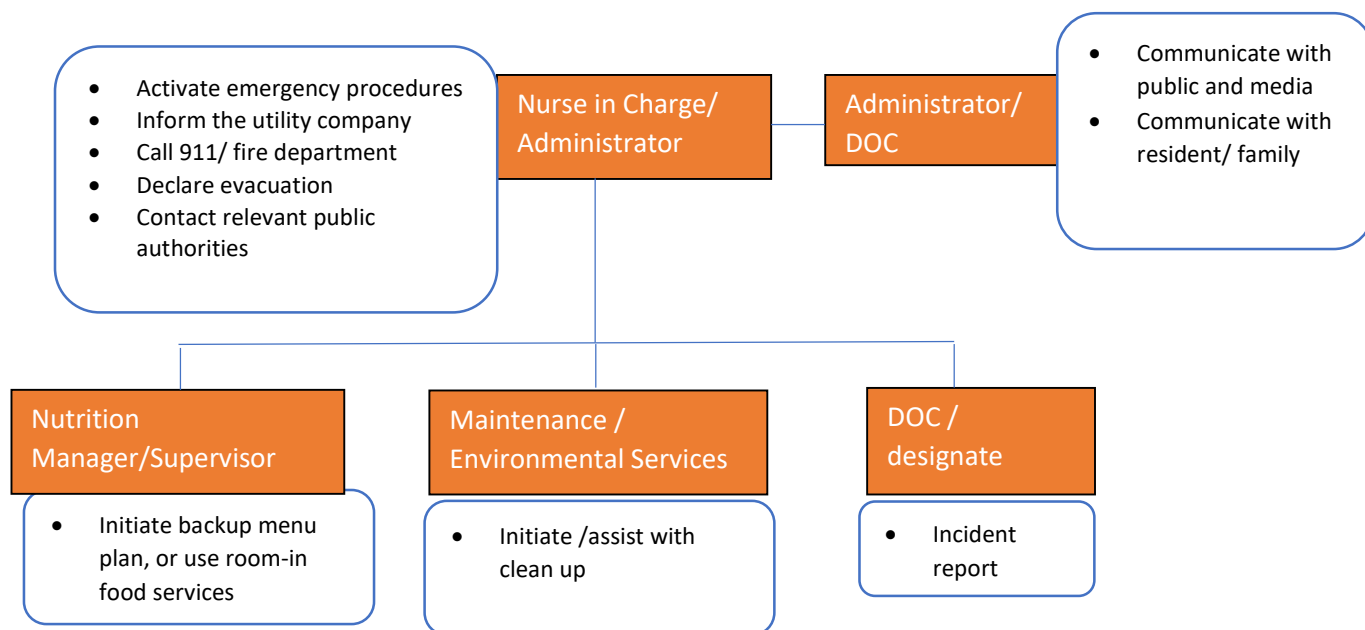 • Activate emergency procedures
• Inform the utility company
• Call 911/ fire department
• Declare evacuation
• Contact relevant public
authorities
Nurse in Charge/
Administrator
Administrator/
DOC
• Communicate with
public and media
• Communicate with
resident/ family
Nutrition
Manager/Supervisor
• Initiate backup menu
plan, or use room-in
food services
Maintenance /
Environmental Services
• Initiate /assist with
clean up
DOC /
designate
• Incident
report